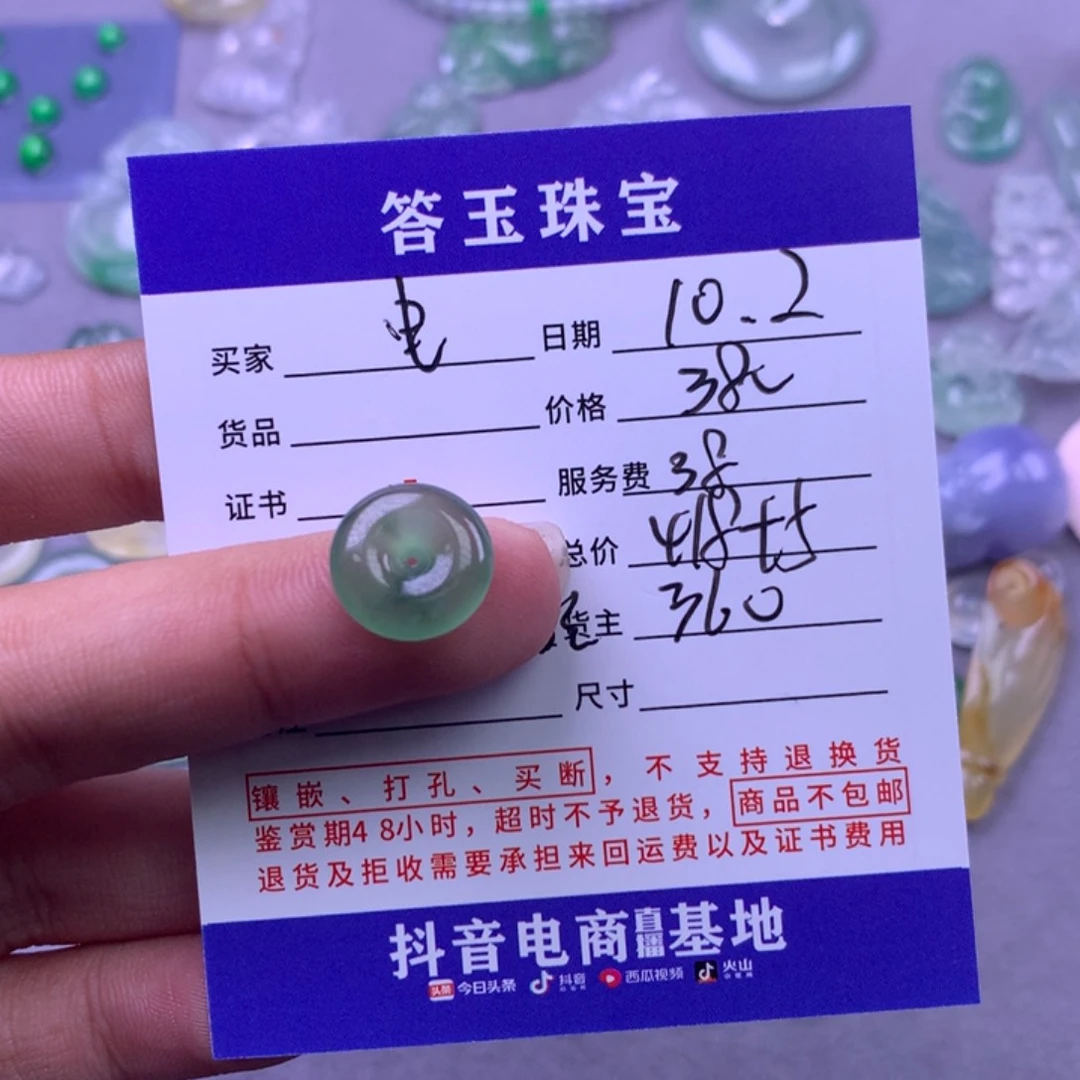 答玉珠宝
买家 电 日期 10.2
货品 价格 380
证书 服务费 38
总价 418+5
货主 360
尺寸
镶嵌、打孔、买断，不支持退换货
鉴赏期48小时，超时不予退货，商品不包邮
退货及拒收需要承担来回运费以及证书费用
抖音电商直播基地
今日头条 抖音 西瓜视频 火山